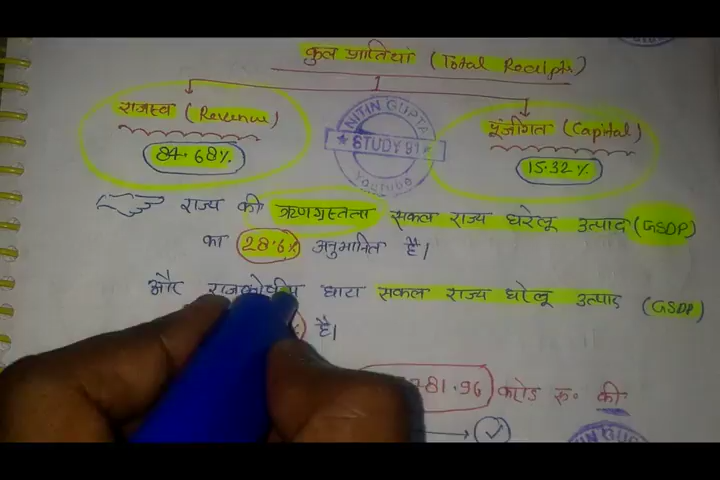 कुल प्राप्तियां (Total Receipts)
राजस्व (Revenue)
84.68%
पूंजीगत (Capital)
15.32%
NITIN GUPTA
STUDY 91
YOUTUBE
राज्य की ऋणग्रस्तता सकल राज्य घरेलू उत्पाद (GSDP)
का 28.6% अनुमानित है।
और राजकोषीय घाटा सकल राज्य घरेलू उत्पाद (GSDP)
है।
81.96 करोड़ रु० की